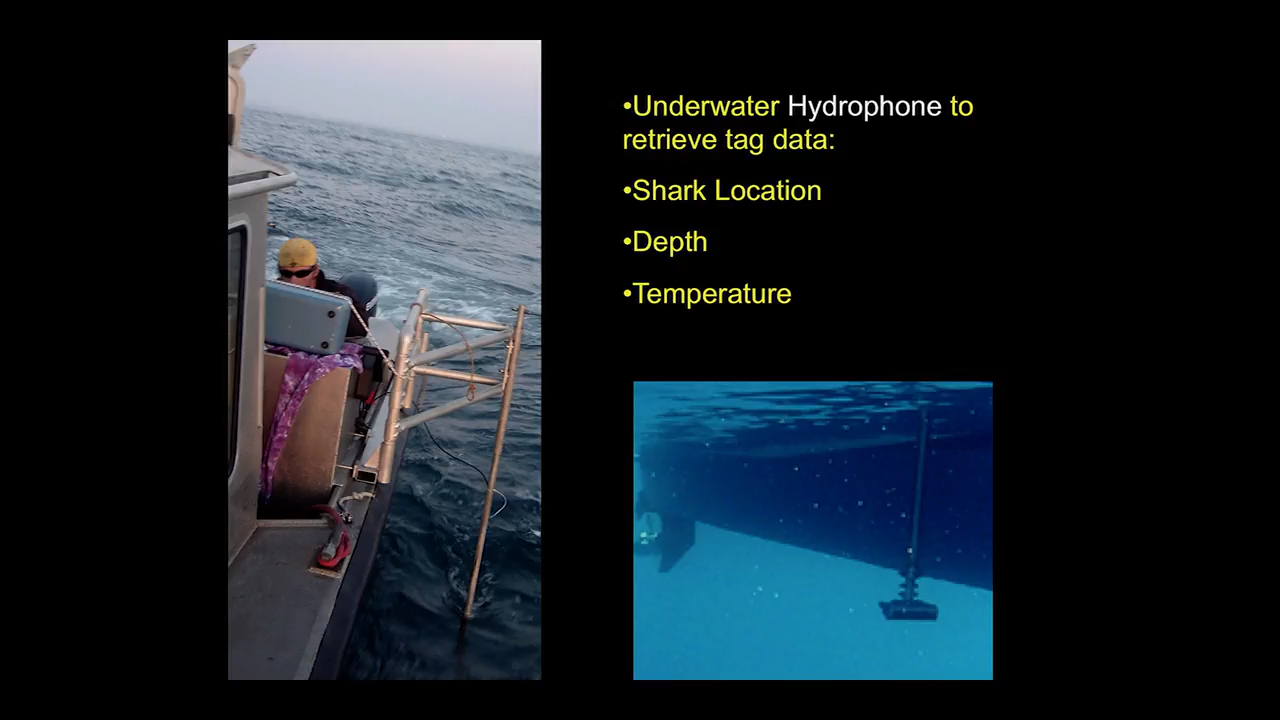 •Underwater Hydrophone to
retrieve tag data:
•Shark Location
•Depth
•Temperature